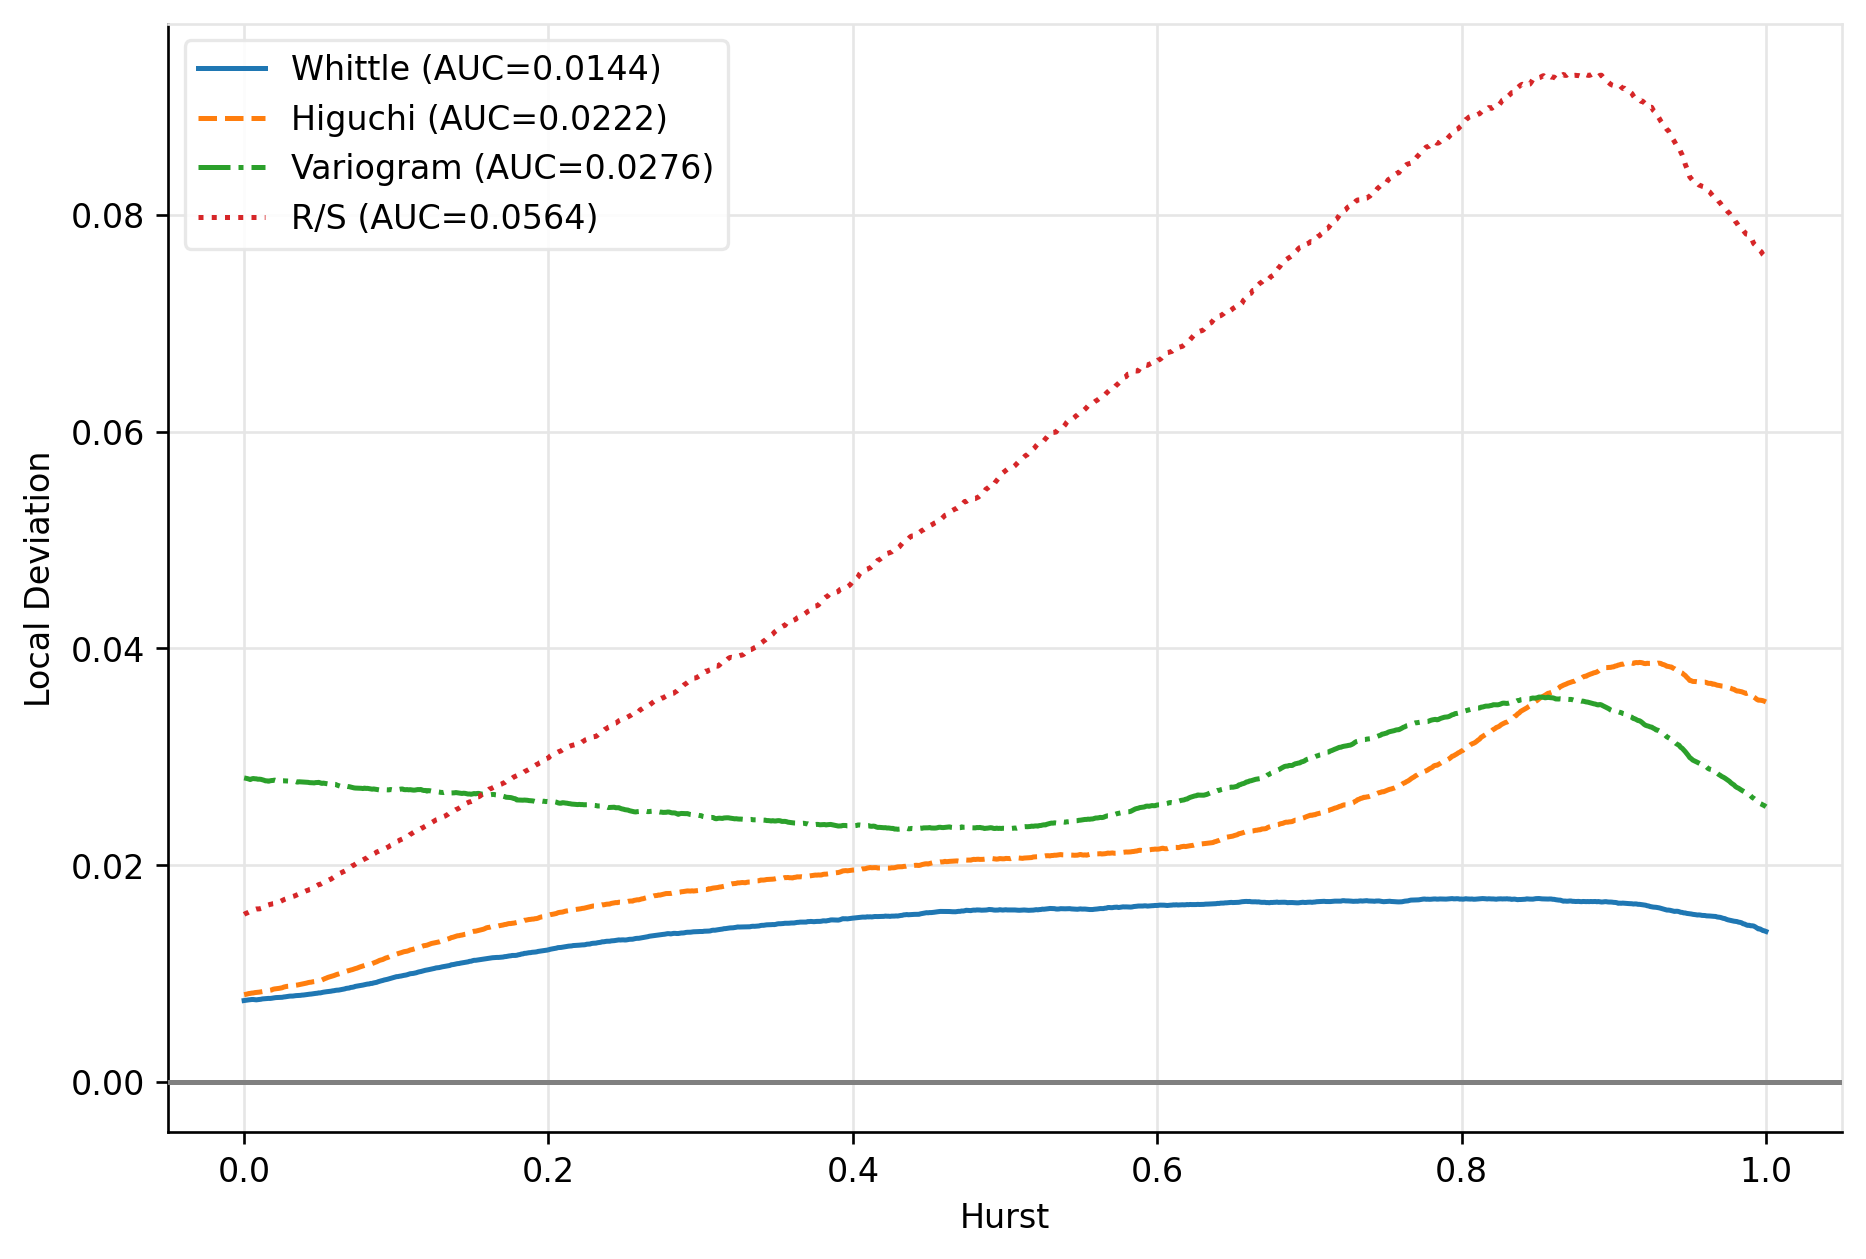 Whittle (AUC=0.0144)
Higuchi (AUC=0.0222)
Variogram (AUC=0.0276)
R/S (AUC=0.0564)
0.08
0.06
0.04
0.02
0.00
Local Deviation
0.0 0.2 0.4 0.6 0.8 1.0
Hurst